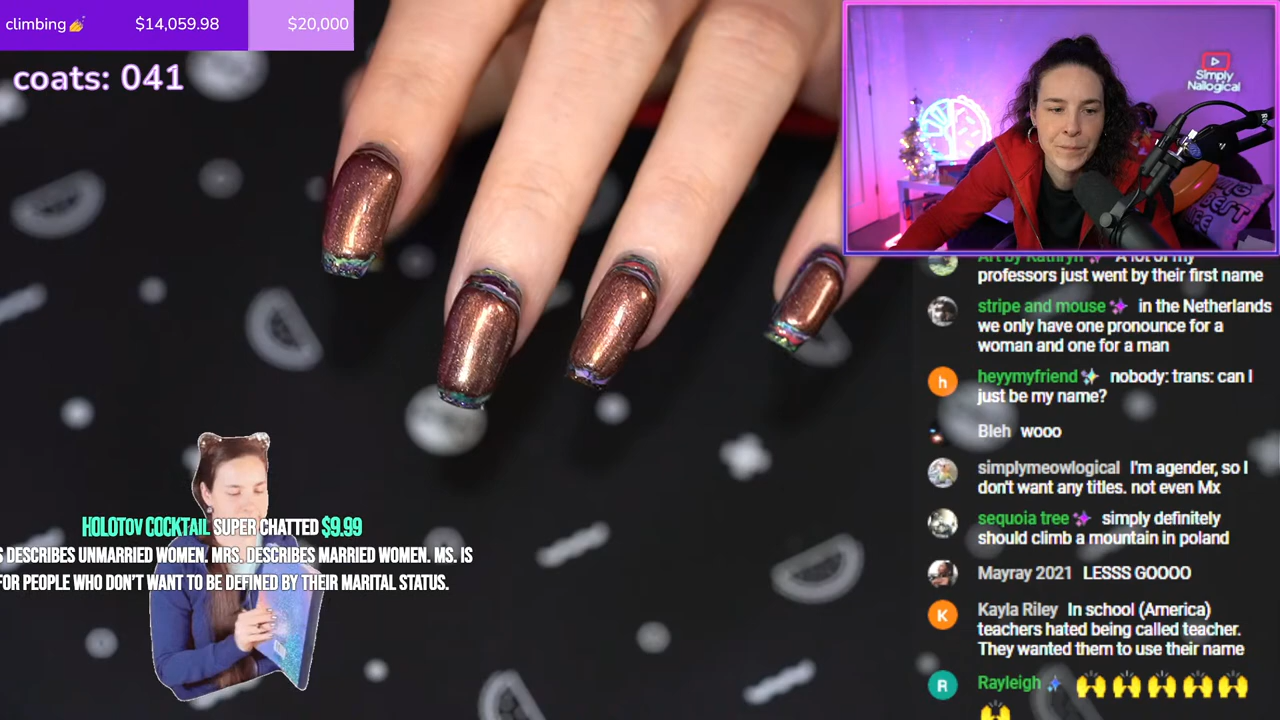 climbing💅 $14,059.98 $20,000
coats: 041
Simply
Nailogical
Art by Kathryn A lot of my
professors just went by their first name
stripe and mouse in the Netherlands
we only have one pronounce for a
woman and one for a man
h
heyymyfriend nobody: trans: can I
just be my name?
Bleh wooo
simplymeowlogical I'm agender, so I
don't want any titles. not even Mx
sequoia tree simply definitely
should climb a mountain in poland
Mayray 2021 LESSS GOOOO
K
Kayla Riley In school (America)
teachers hated being called teacher.
They wanted them to use their name
R
Rayleigh 🙌🙌🙌🙌🙌
🙌
HOLOTOV COCKTAIL SUPER CHATTED $9.99
S DESCRIBES UNMARRIED WOMEN. MRS. DESCRIBES MARRIED WOMEN. MS. IS
FOR PEOPLE WHO DON'T WANT TO BE DEFINED BY THEIR MARITAL STATUS.